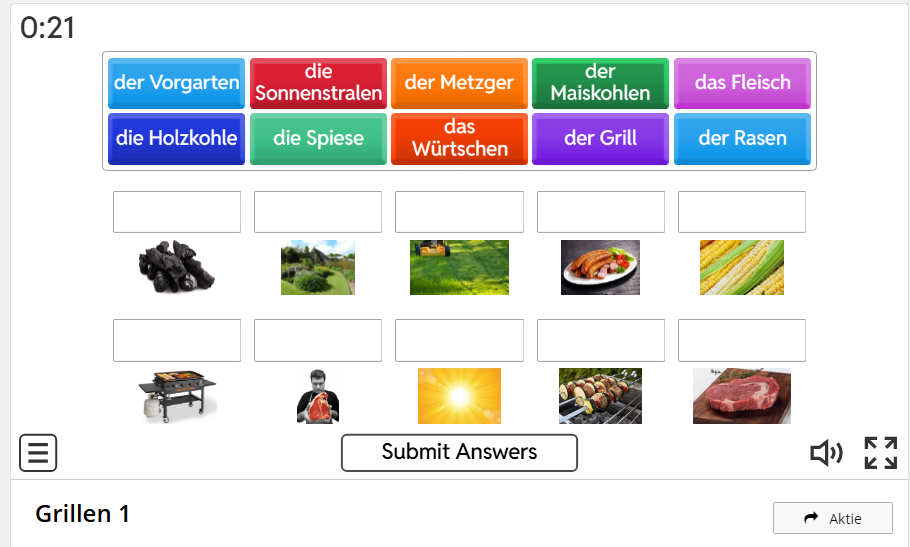 0:21
der Vorgarten
die
Sonnenstralen
der Metzger
der
Maiskohlen
das Fleisch
die Holzkohle
die Spiese
das
Würtschen
der Grill
der Rasen
Submit Answers
Grillen 1
Aktie